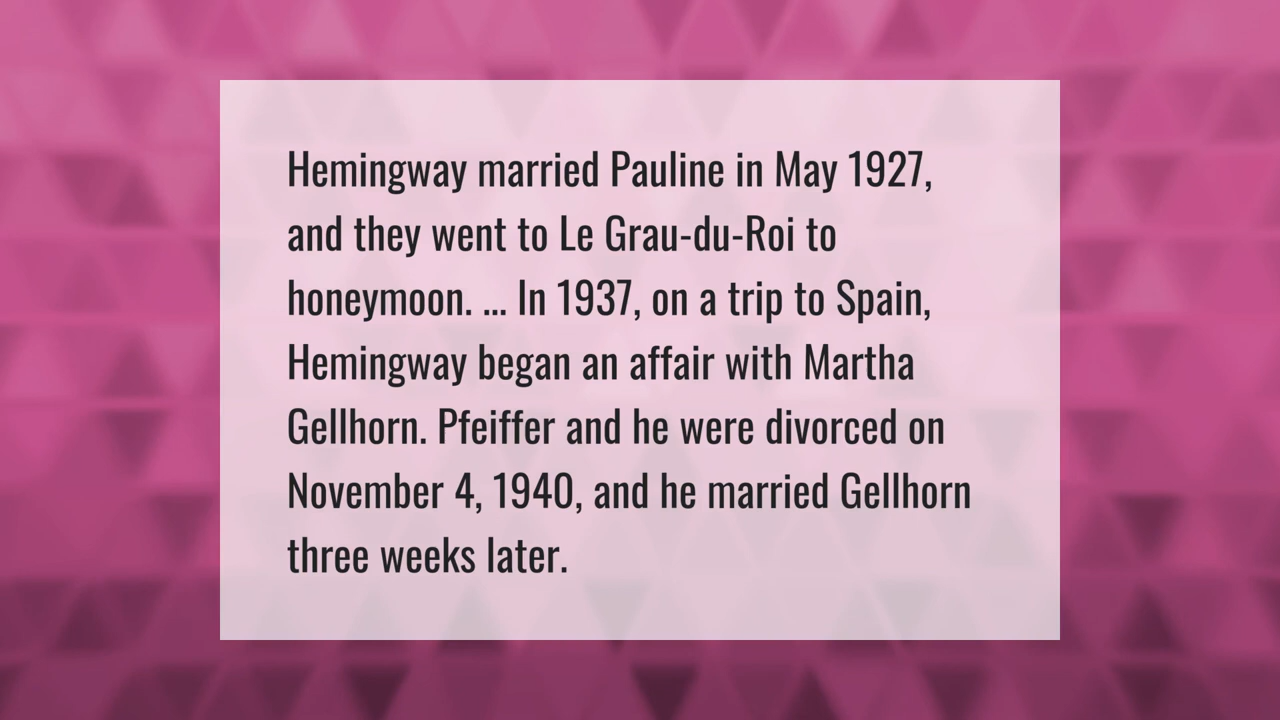 Hemingway married Pauline in May 1927,
and they went to Le Grau-du-Roi to
honeymoon. ... In 1937, on a trip to Spain,
Hemingway began an affair with Martha
Gellhorn. Pfeiffer and he were divorced on
November 4, 1940, and he married Gellhorn
three weeks later.